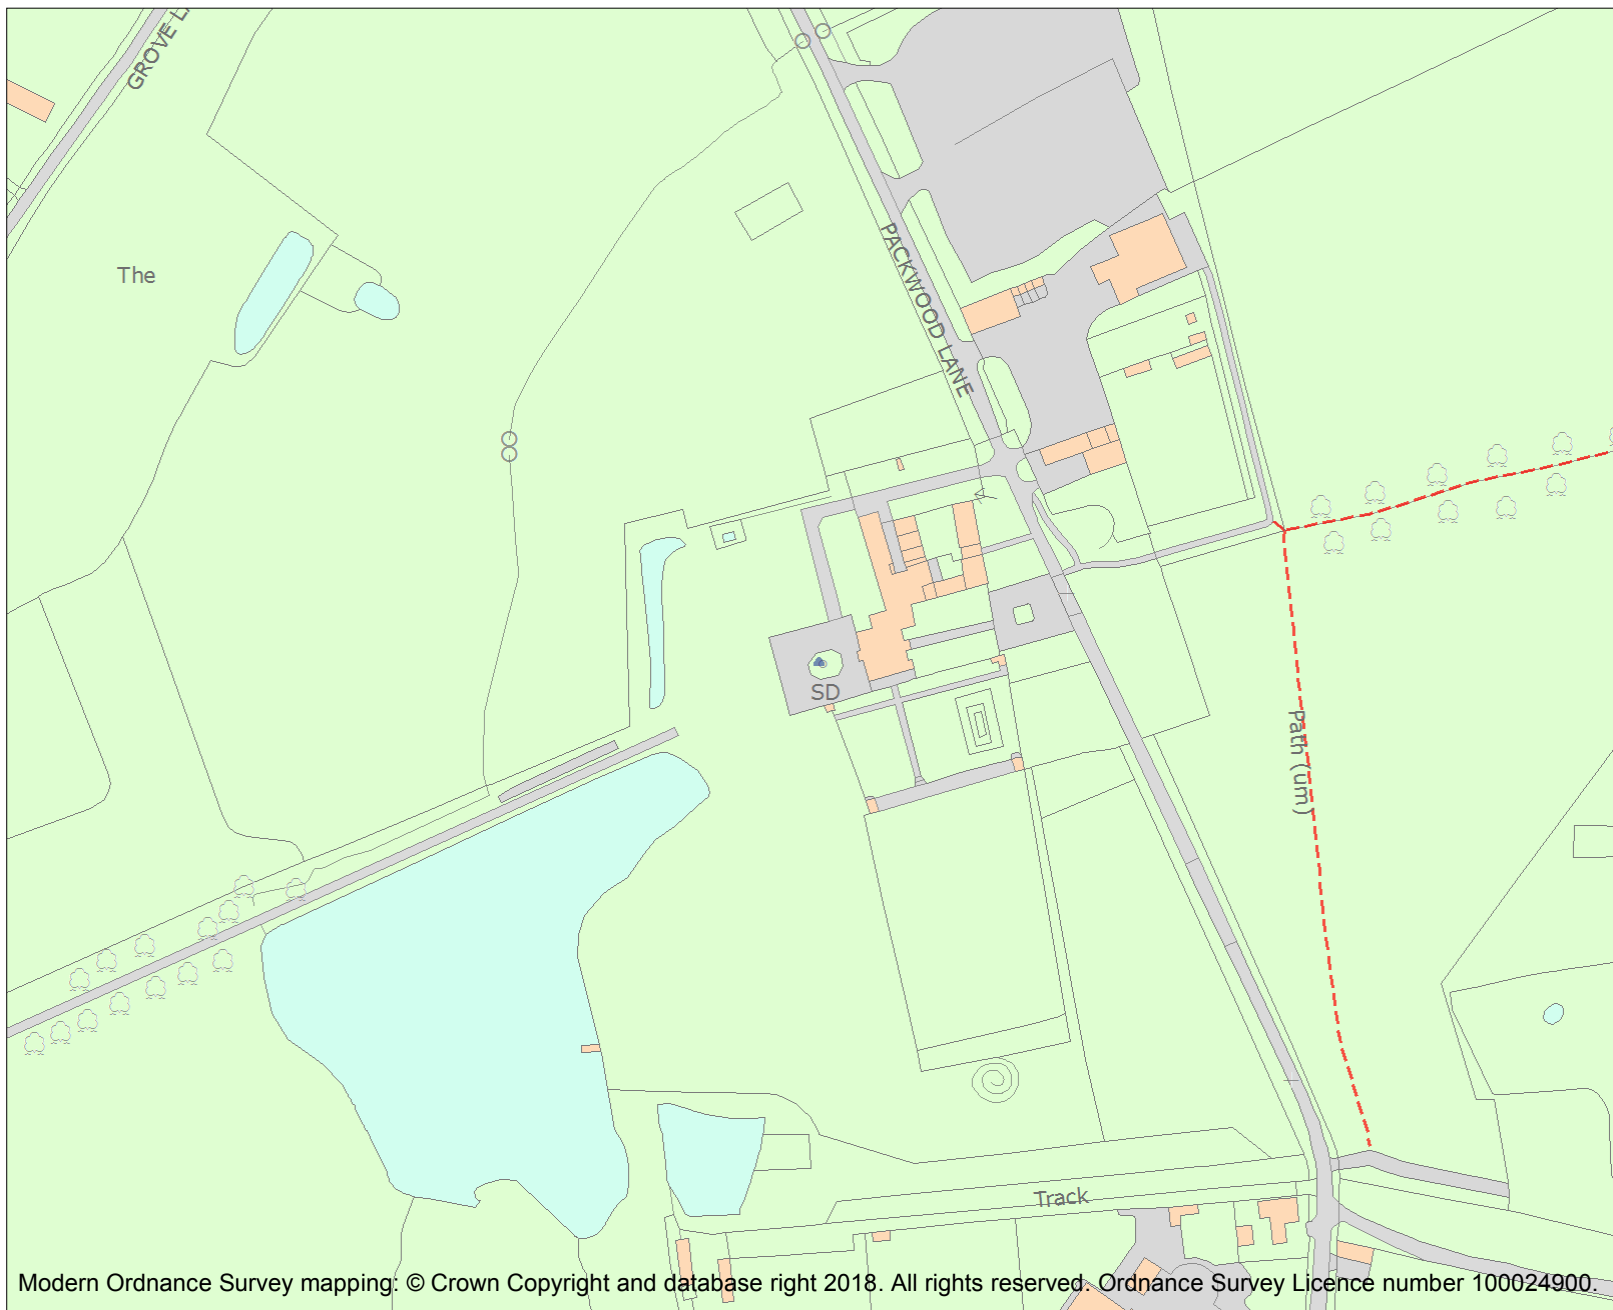 GROVE LA
The
PACKWOOD LANE
SD
Path (um)
Track
Modern Ordnance Survey mapping: © Crown Copyright and database right 2018. All rights reserved. Ordnance Survey Licence number 100024900.